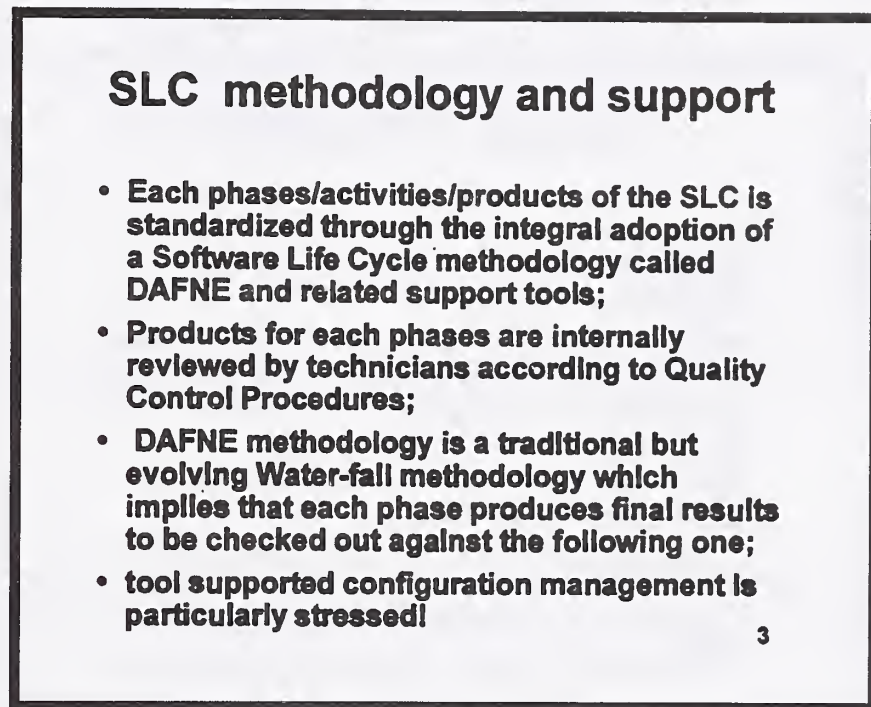 SLC methodology and support
• Each phases/activities/products of the SLC is
standardized through the integral adoption of
a Software Life Cycle methodology called
DAFNE and related support tools;
• Products for each phases are internally
reviewed by technicians according to Quality
Control Procedures;
• DAFNE methodology is a traditional but
evolving Water-fall methodology which
implies that each phase produces final results
to be checked out against the following one;
• tool supported configuration management is
particularly stressed!
3